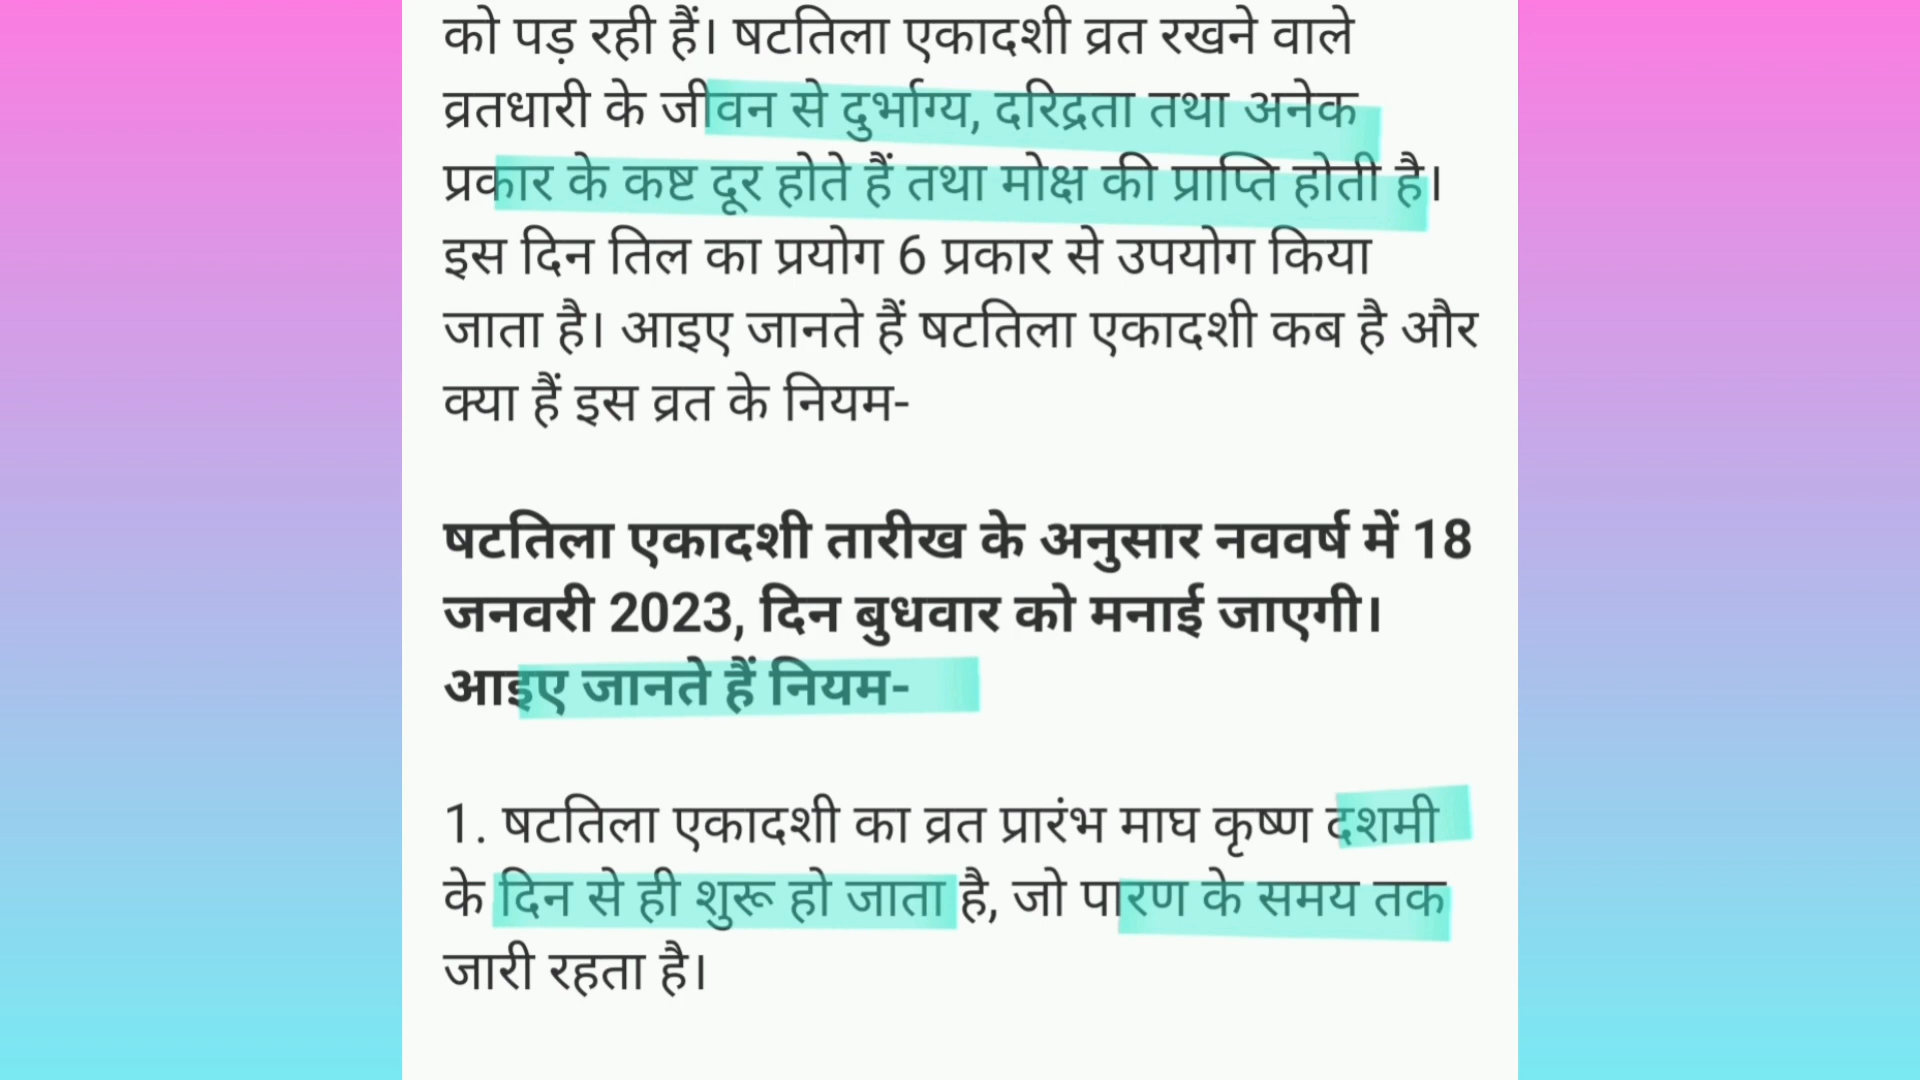 को पड़ रही हैं। षटतिला एकादशी व्रत रखने वाले
व्रतधारी के जीवन से दुर्भाग्य, दरिद्रता तथा अनेक
प्रकार के कष्ट दूर होते हैं तथा मोक्ष की प्राप्ति होती है।
इस दिन तिल का प्रयोग 6 प्रकार से उपयोग किया
जाता है। आइए जानते हैं षटतिला एकादशी कब है और
क्या हैं इस व्रत के नियम-
षटतिला एकादशी तारीख के अनुसार नववर्ष में 18
जनवरी 2023, दिन बुधवार को मनाई जाएगी।
आइए जानते हैं नियम-
1. षटतिला एकादशी का व्रत प्रारंभ माघ कृष्ण दशमी
के दिन से ही शुरू हो जाता है, जो पारण के समय तक
जारी रहता है।